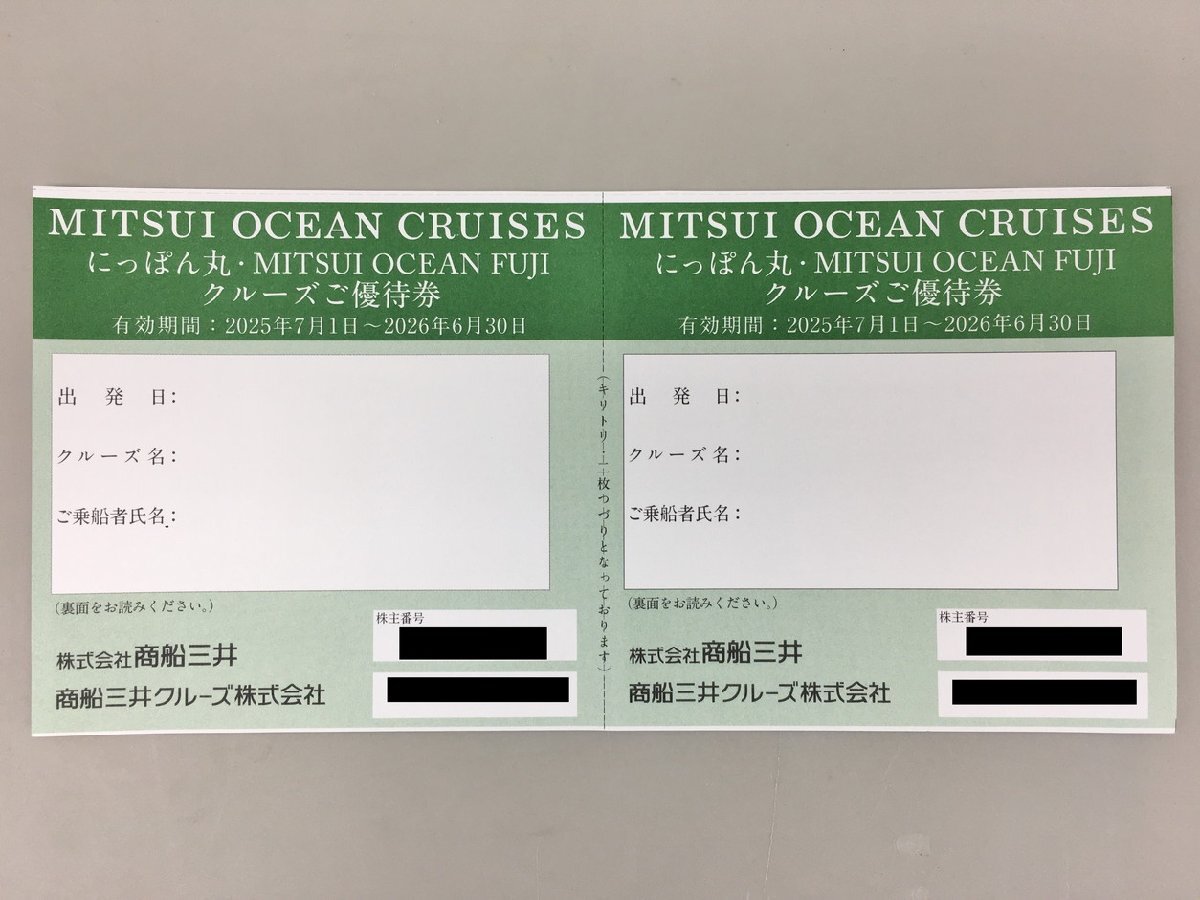 MITSUI OCEAN CRUISES
にっぽん丸・MITSUI OCEAN FUJI
クルーズご優待券
有効期間：2025年7月1日～2026年6月30日
出発日：
クルーズ名：
ご乗船者氏名：
(裏面をお読みください。)
株主番号
株式会社商船三井
商船三井クルーズ株式会社
(キリトリ・二枚つづりとなっております)
MITSUI OCEAN CRUISES
にっぽん丸・MITSUI OCEAN FUJI
クルーズご優待券
有効期間：2025年7月1日～2026年6月30日
出発日：
クルーズ名：
ご乗船者氏名：
(裏面をお読みください。)
株主番号
株式会社商船三井
商船三井クルーズ株式会社